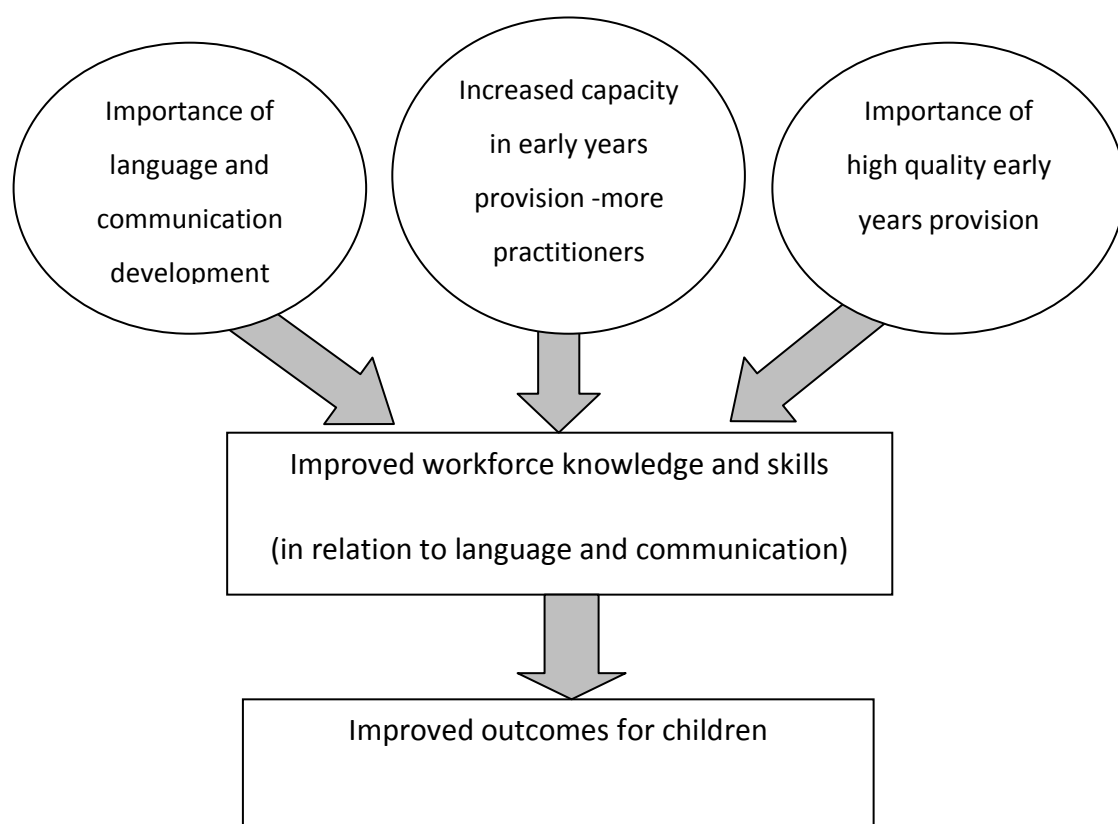 Importance of
language and
communication
development
Increased capacity
in early years
provision -more
practitioners
Importance of
high quality early
years provision
Improved workforce knowledge and skills
(in relation to language and communication)
Improved outcomes for children